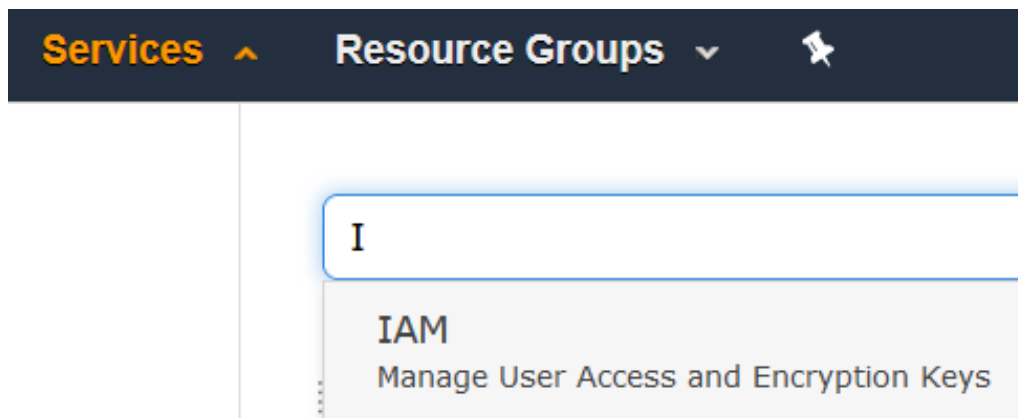 Services Resource Groups
I
IAM
Manage User Access and Encryption Keys